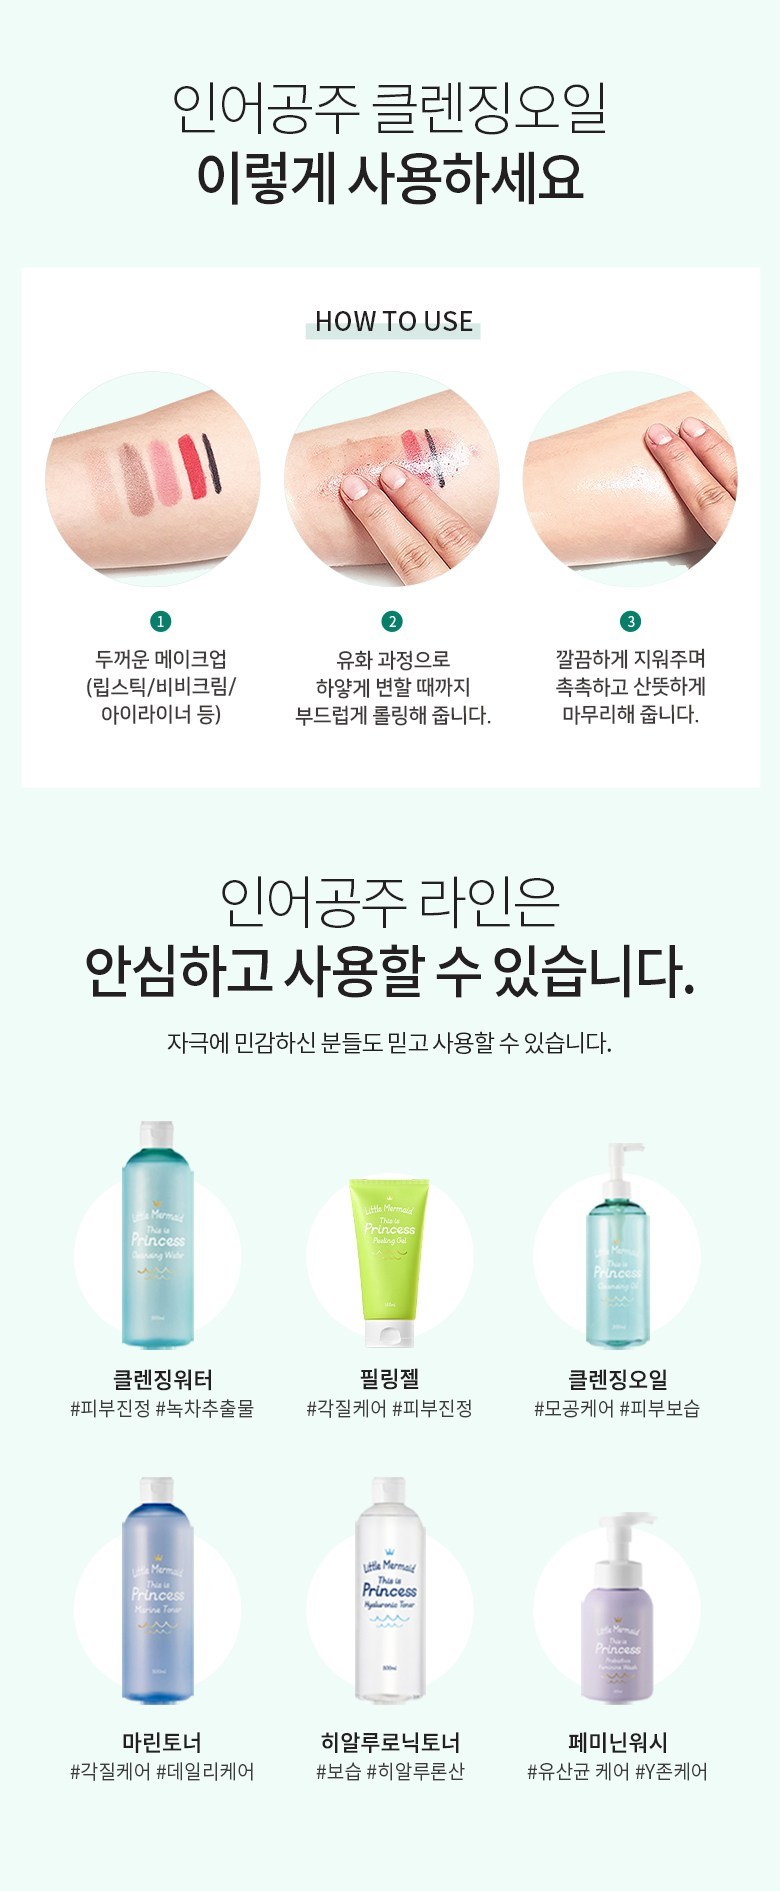 인어공주 클렌징오일
이렇게 사용하세요
HOW TO USE
1
두꺼운 메이크업
(립스틱/비비크림/
아이라이너 등)
2
유화 과정으로
하얗게 변할 때까지
부드럽게 롤링해 줍니다.
3
깔끔하게 지워주며
촉촉하고 산뜻하게
마무리해 줍니다.
인어공주 라인은
안심하고 사용할 수 있습니다.
자극에 민감하신 분들도 믿고 사용할 수 있습니다.
Little Mermaid
This is
Princess
Cleansing Water
500ml
클렌징워터
#피부진정 #녹차추출물
Little Mermaid
This is
Princess
Peeling Gel
필링젤
#각질케어 #피부진정
Little Mermaid
This is
Princess
Cleansing Oil
클렌징오일
#모공케어 #피부보습
Little Mermaid
This is
Princess
Marine Toner
500ml
마린토너
#각질케어 #데일리케어
Little Mermaid
This is
Princess
Hyaluronic Toner
500ml
히알루로닉토너
#보습 #히알루론산
Little Mermaid
This is
Princess
Feminine Wash
페미닌워시
#유산균 케어 #Y존케어